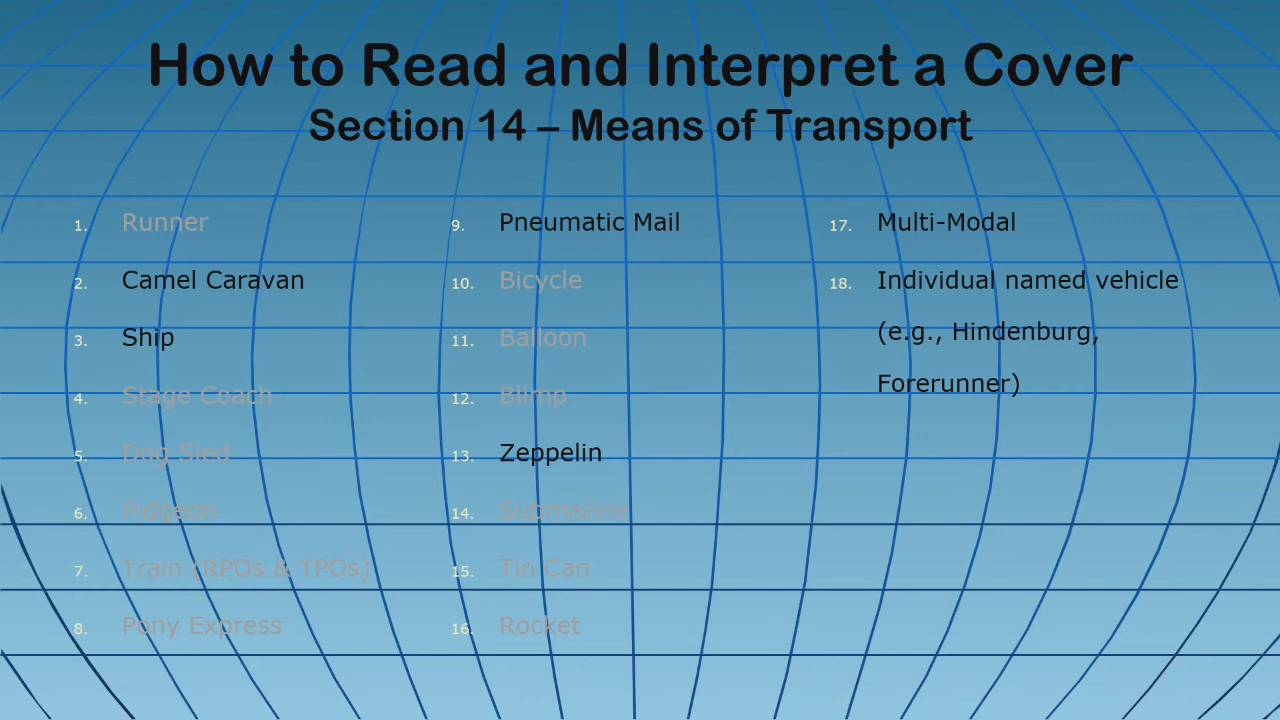 How to Read and Interpret a Cover
Section 14 – Means of Transport
1. Runner
2. Camel Caravan
3. Ship
4. Stage Coach
5. Dog Sled
6. Pidgeon
7. Train (RPOs & TPOs)
8. Pony Express
9. Pneumatic Mail
10. Bicycle
11. Balloon
12. Blimp
13. Zeppelin
14. Submarine
15. Tin Can
16. Rocket
17. Multi-Modal
18. Individual named vehicle
(e.g., Hindenburg,
Forerunner)